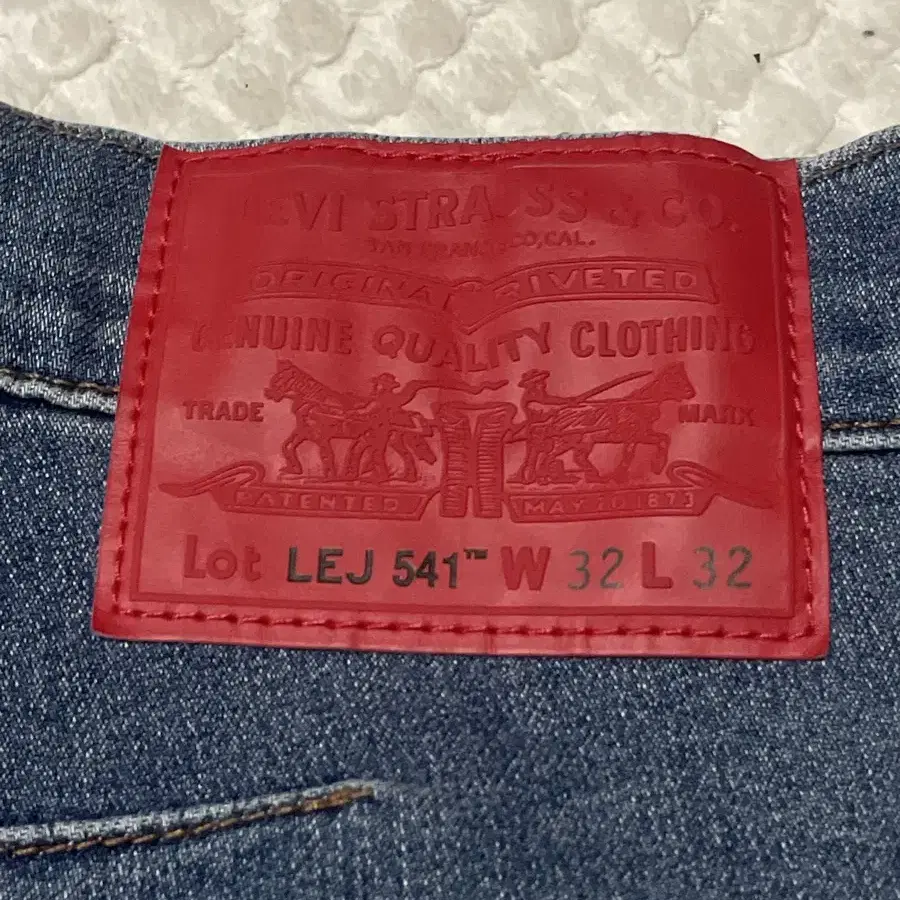 LEVI STRAUSS & CO.
SAN FRANCISCO, CAL.
ORIGINAL RIVETED
GENUINE QUALITY CLOTHING
TRADE MARK
PATENTED MAY 20 1873
Lot LEJ 541™ W 32 L 32